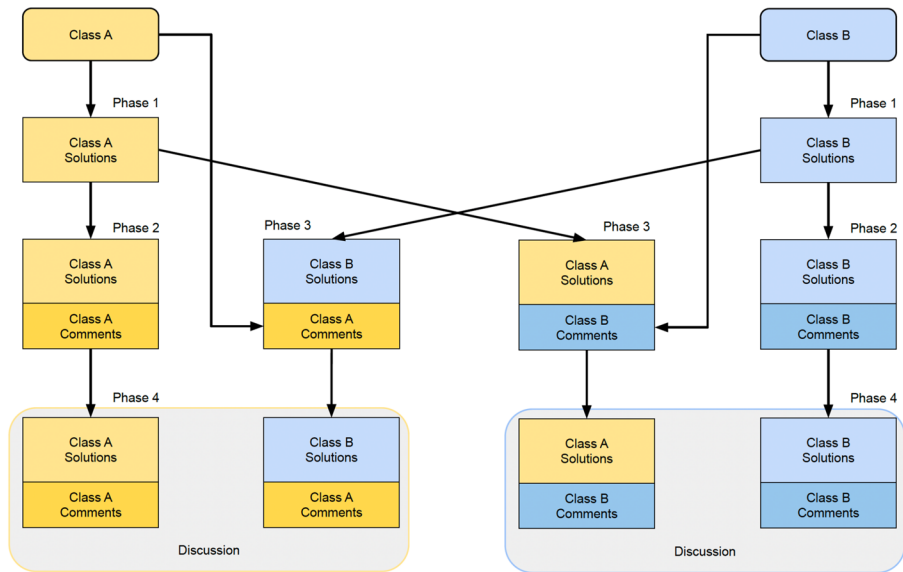 Class A
Class B
Phase 1
Phase 1
Class A
Solutions
Class B
Solutions
Phase 2
Phase 3
Phase 3
Phase 2
Class A
Solutions
Class B
Solutions
Class A
Solutions
Class B
Solutions
Class A
Comments
Class A
Comments
Class B
Comments
Class B
Comments
Phase 4
Phase 4
Class A
Solutions
Class B
Solutions
Class A
Solutions
Class B
Solutions
Class A
Comments
Class A
Comments
Class B
Comments
Class B
Comments
Discussion
Discussion